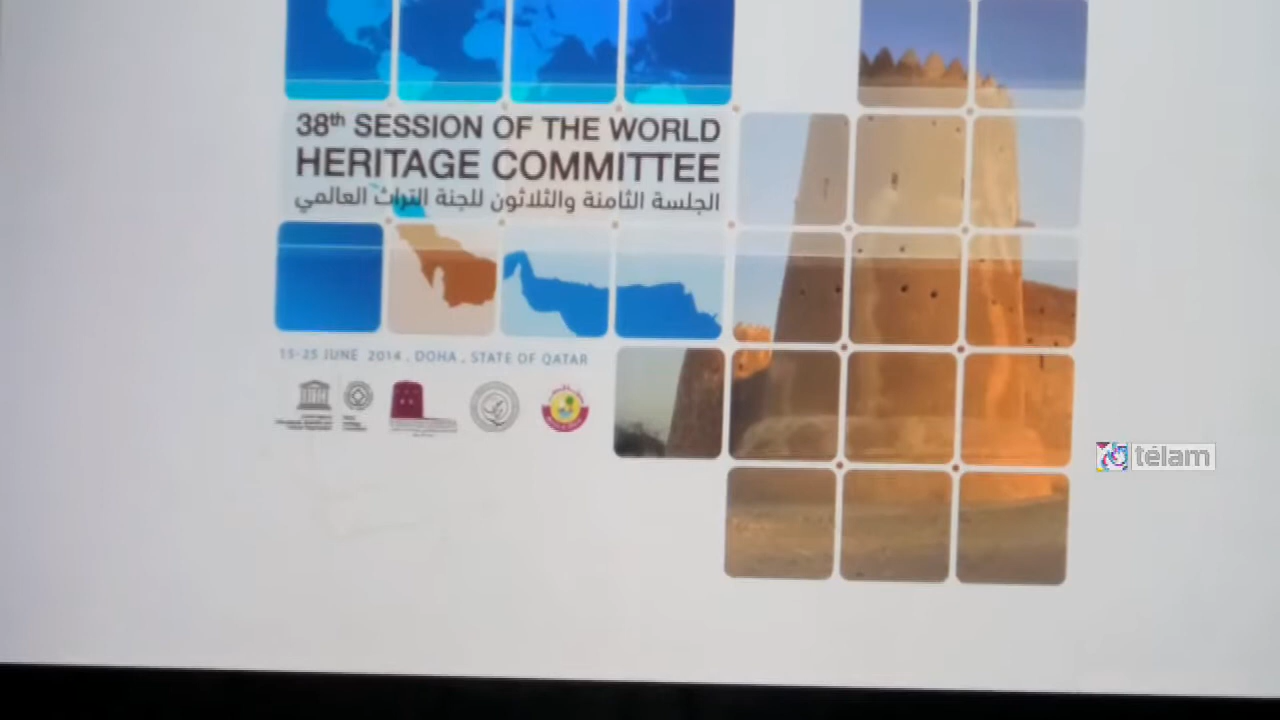 38th SESSION OF THE WORLD
HERITAGE COMMITTEE
الجلسة الثامنة والثلاثون للجنة التراث العالمي
15-25 JUNE 2014 . DOHA , STATE OF QATAR
télam